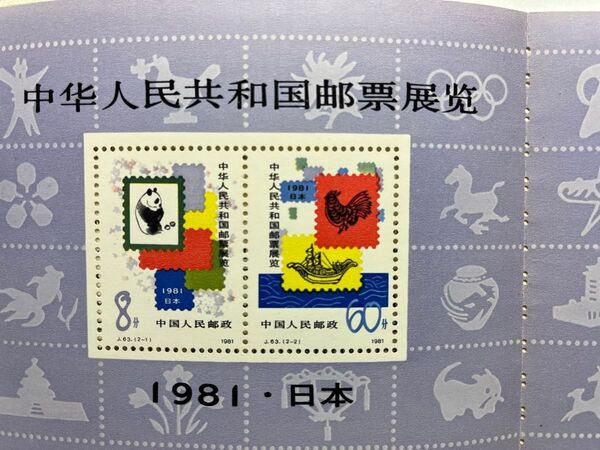 中华人民共和国邮票展览
中华人民共和国邮票展览
1981
日本
8分
中国人民邮政
J.63.(2-1)
1981
中华人民共和国邮票展览
1981
日本
60分
中国人民邮政
J.63.(2-2)
1981
1981·日本